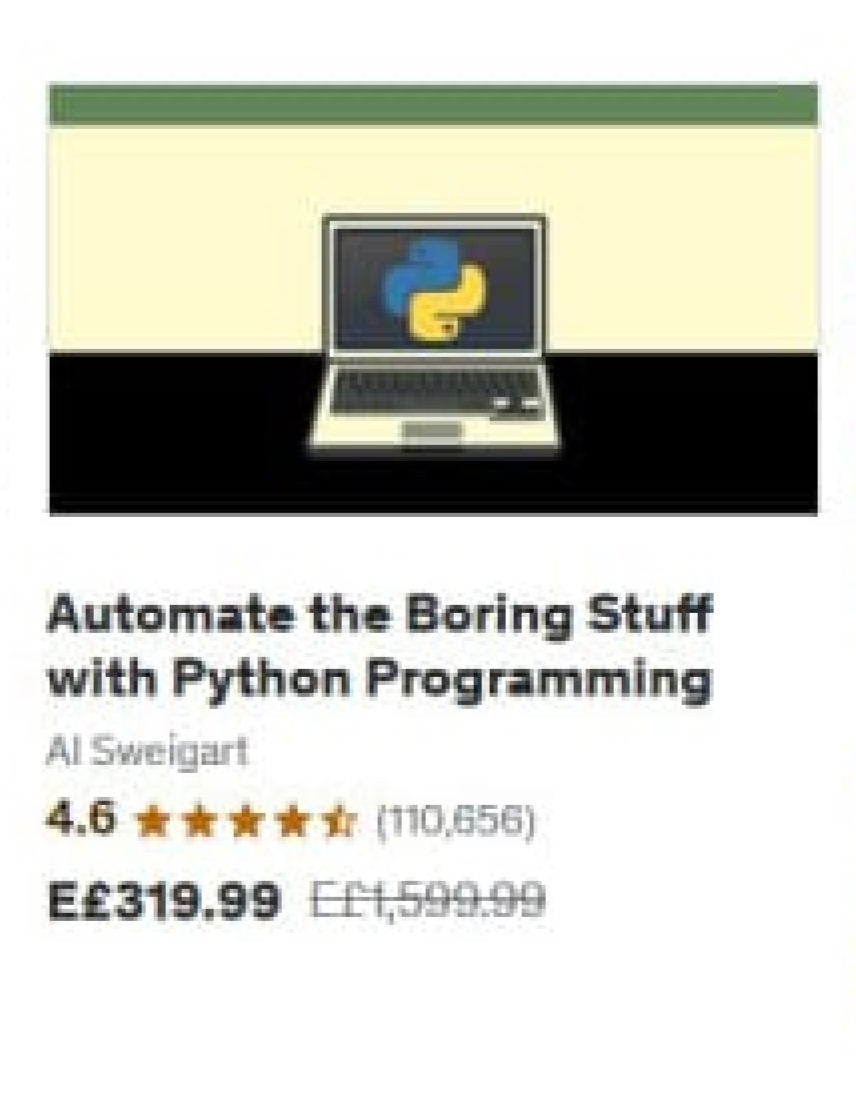 Automate the Boring Stuff
with Python Programming
Al Sweigart
4.6 (110,656)
E£319.99 E£1,599.99